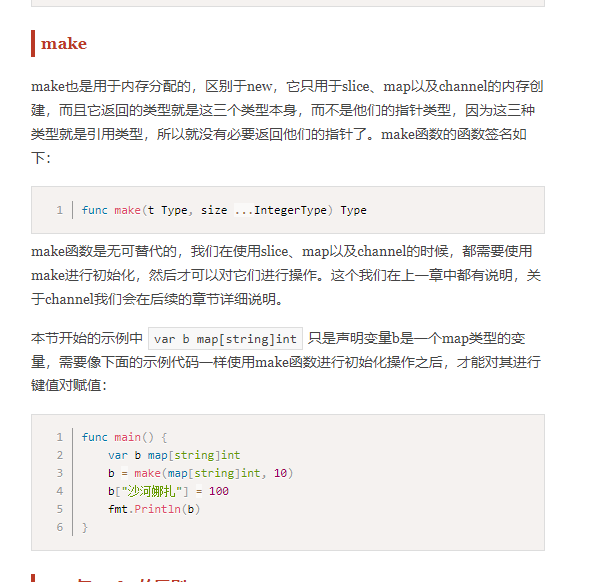 make
make也是用于内存分配的，区别于new，它只用于slice、map以及channel的内存创
建，而且它返回的类型就是这三个类型本身，而不是他们的指针类型，因为这三种
类型就是引用类型，所以就没有必要返回他们的指针了。make函数的函数签名如
下：
1 func make(t Type, size ...IntegerType) Type
make函数是无可替代的，我们在使用slice、map以及channel的时候，都需要使用
make进行初始化，然后才可以对它们进行操作。这个我们在上一章中都有说明，关
于channel我们会在后续的章节详细说明。
本节开始的示例中 var b map[string]int 只是声明变量b是一个map类型的变
量，需要像下面的示例代码一样使用make函数进行初始化操作之后，才能对其进行
键值对赋值：
1 func main() {
2 var b map[string]int
3 b = make(map[string]int, 10)
4 b["沙河娜扎"] = 100
5 fmt.Println(b)
6 }